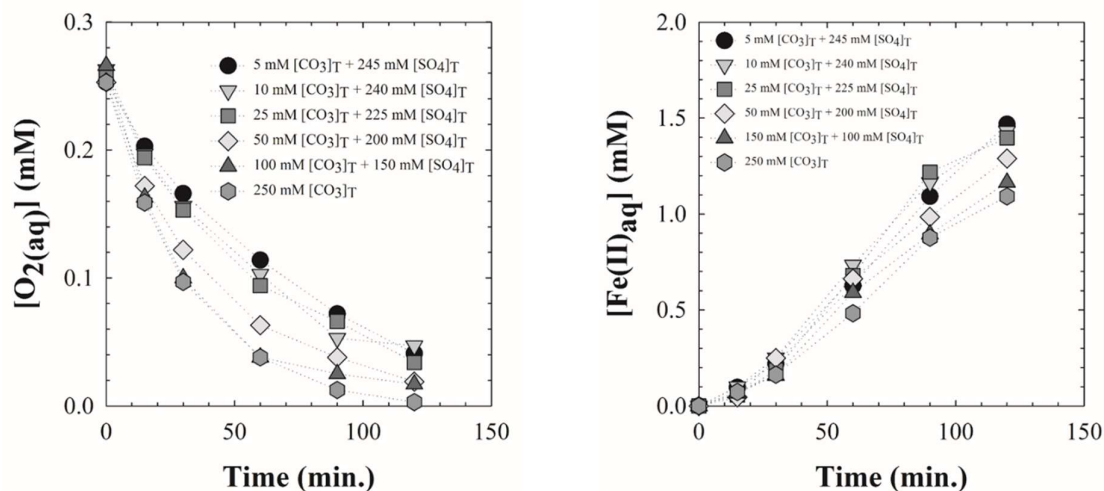 [O2(aq)] (mM)
0.3
0.2
0.1
0.0
5 mM [CO3]T + 245 mM [SO4]T
10 mM [CO3]T + 240 mM [SO4]T
25 mM [CO3]T + 225 mM [SO4]T
50 mM [CO3]T + 200 mM [SO4]T
100 mM [CO3]T + 150 mM [SO4]T
250 mM [CO3]T
0 50 100 150
Time (min.)
[Fe(II)aq] (mM)
2.0
1.5
1.0
0.5
0.0
5 mM [CO3]T + 245 mM [SO4]T
10 mM [CO3]T + 240 mM [SO4]T
25 mM [CO3]T + 225 mM [SO4]T
50 mM [CO3]T + 200 mM [SO4]T
150 mM [CO3]T + 100 mM [SO4]T
250 mM [CO3]T
0 50 100 150
Time (min.)